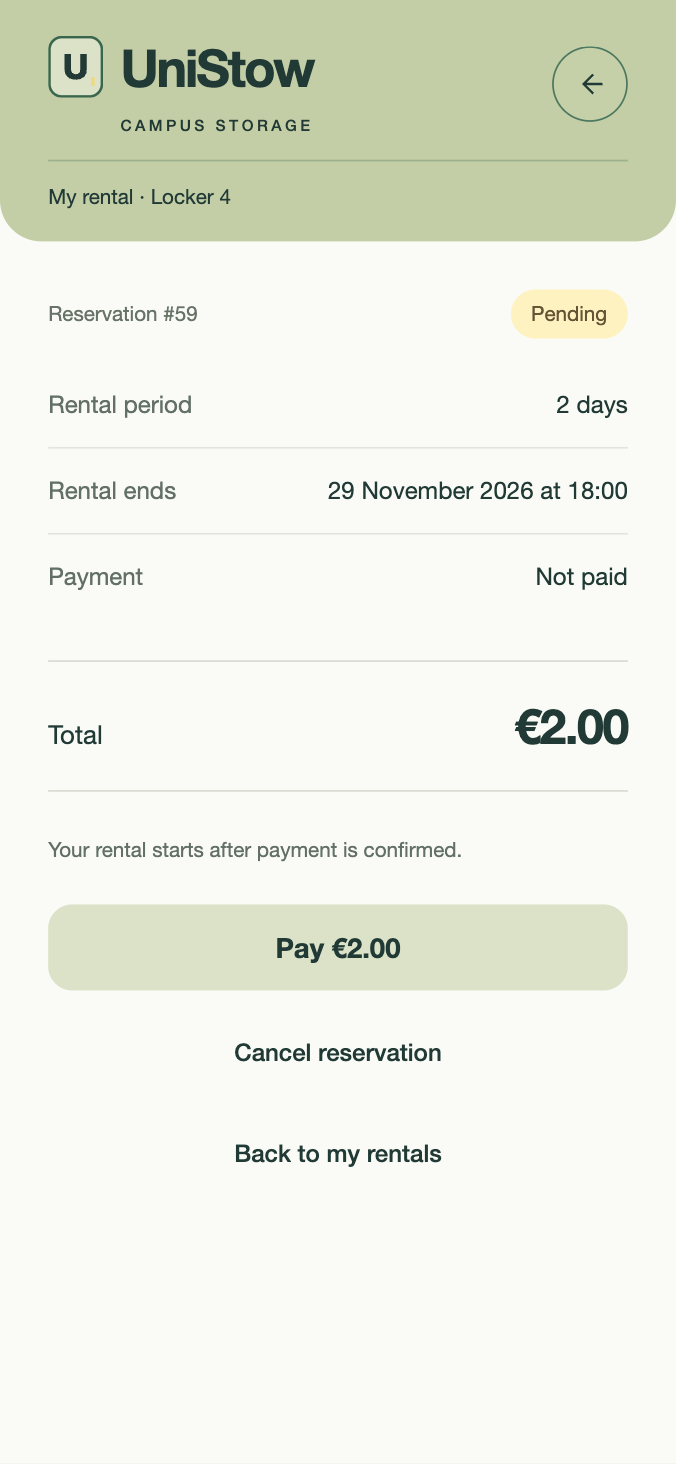 U
UniStow
CAMPUS STORAGE
My rental · Locker 4
Reservation #59 Pending
Rental period 2 days
Rental ends 29 November 2026 at 18:00
Payment Not paid
Total €2.00
Your rental starts after payment is confirmed.
Pay €2.00
Cancel reservation
Back to my rentals